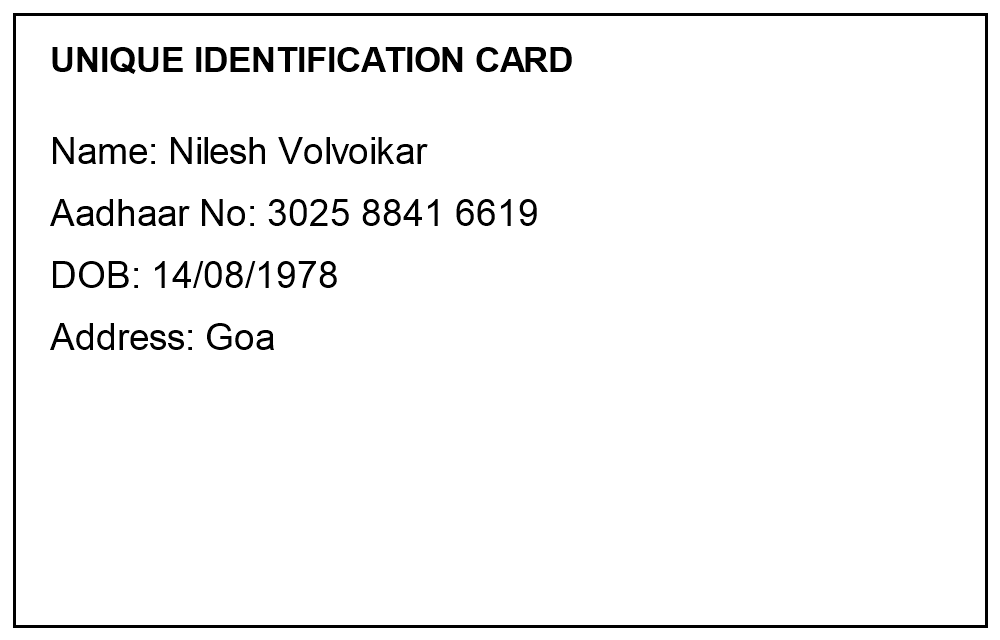 UNIQUE IDENTIFICATION CARD
Name: Nilesh Volvoikar
Aadhaar No: 3025 8841 6619
DOB: 14/08/1978
Address: Goa